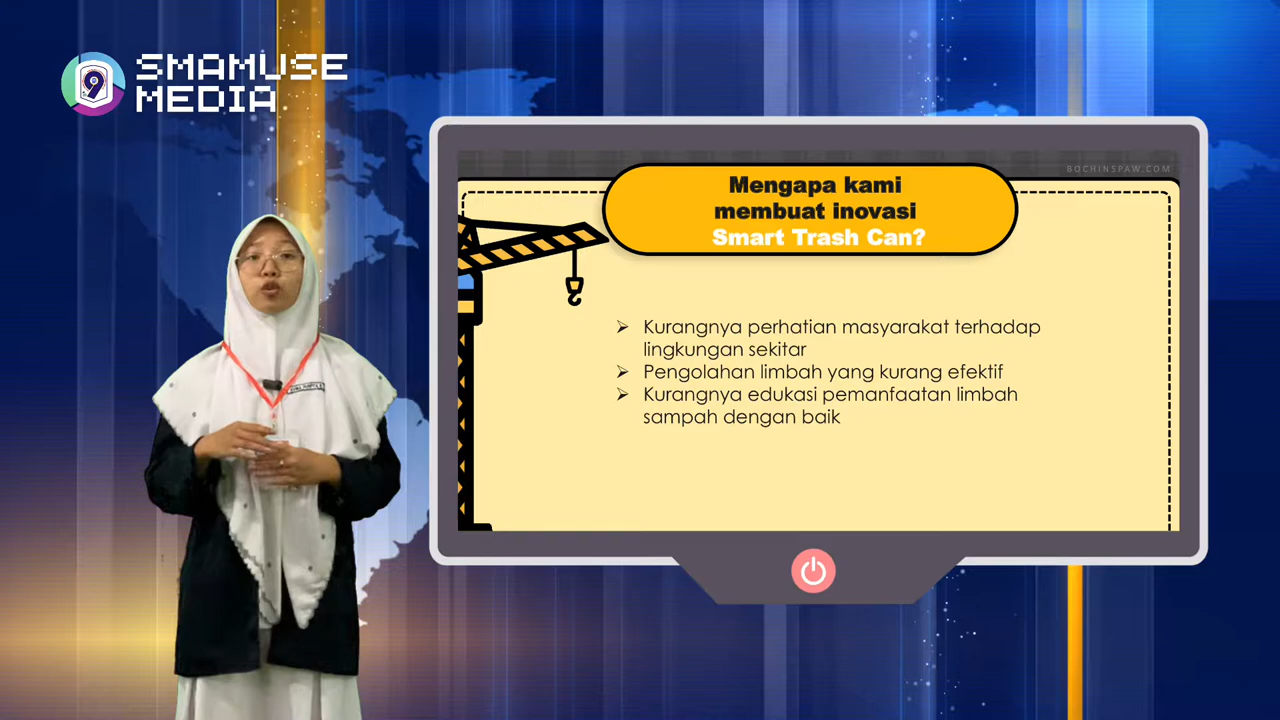 SMAMUSE
MEDIA
BOCHINSPAW.COM
Mengapa kami
membuat inovasi
Smart Trash Can?
➢ Kurangnya perhatian masyarakat terhadap
lingkungan sekitar
➢ Pengolahan limbah yang kurang efektif
➢ Kurangnya edukasi pemanfaatan limbah
sampah dengan baik